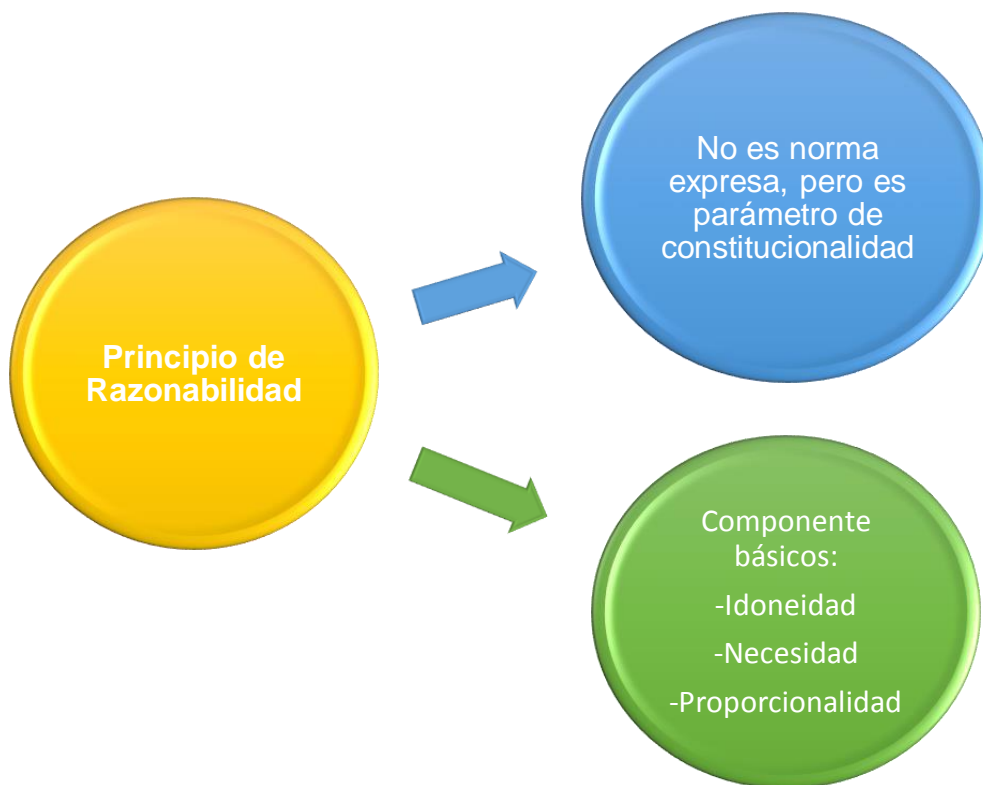 Principio de
Razonabilidad
No es norma
expresa, pero es
parámetro de
constitucionalidad
Componente
básicos:
-Idoneidad
-Necesidad
-Proporcionalidad